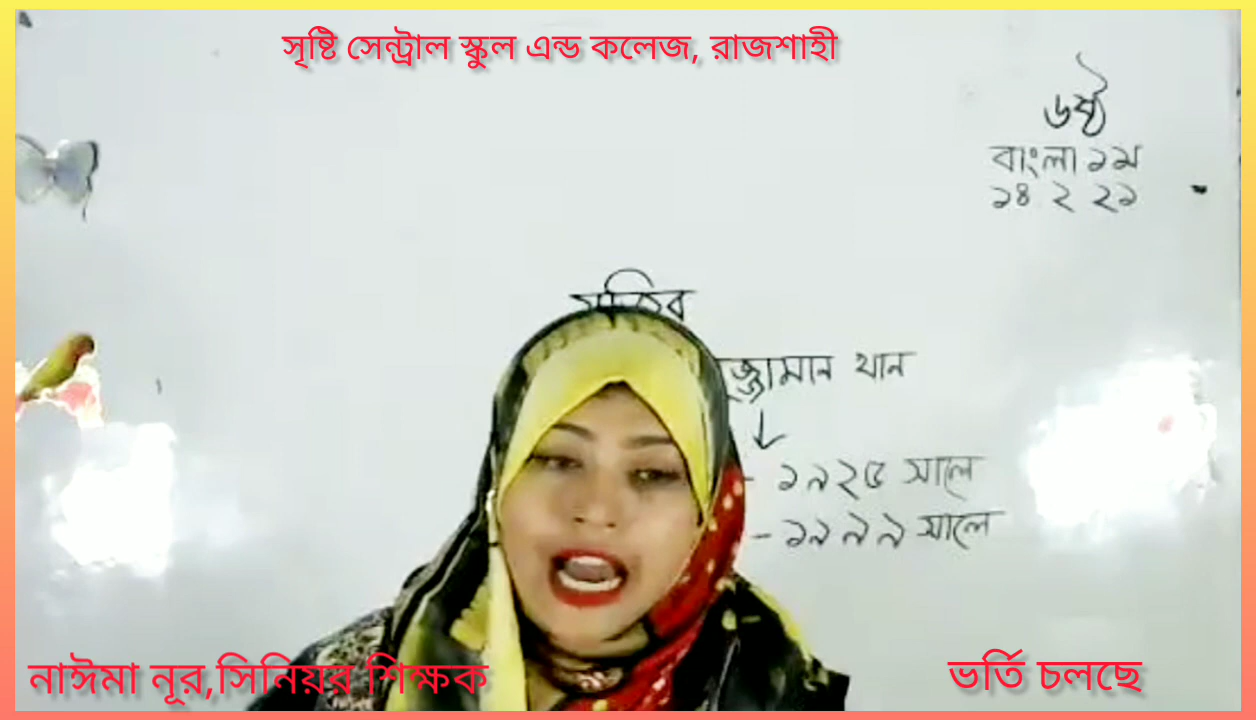 সৃষ্টি সেন্ট্রাল স্কুল এন্ড কলেজ, রাজশাহী
৬ষ্ঠ
বাংলা ১ম
১৪ ২ ২১
খান
- ১৯২৫ সালে
- ১৯৯৯ সালে
নাঈমা নূর,সিনিয়র শিক্ষক
ভর্তি চলছে